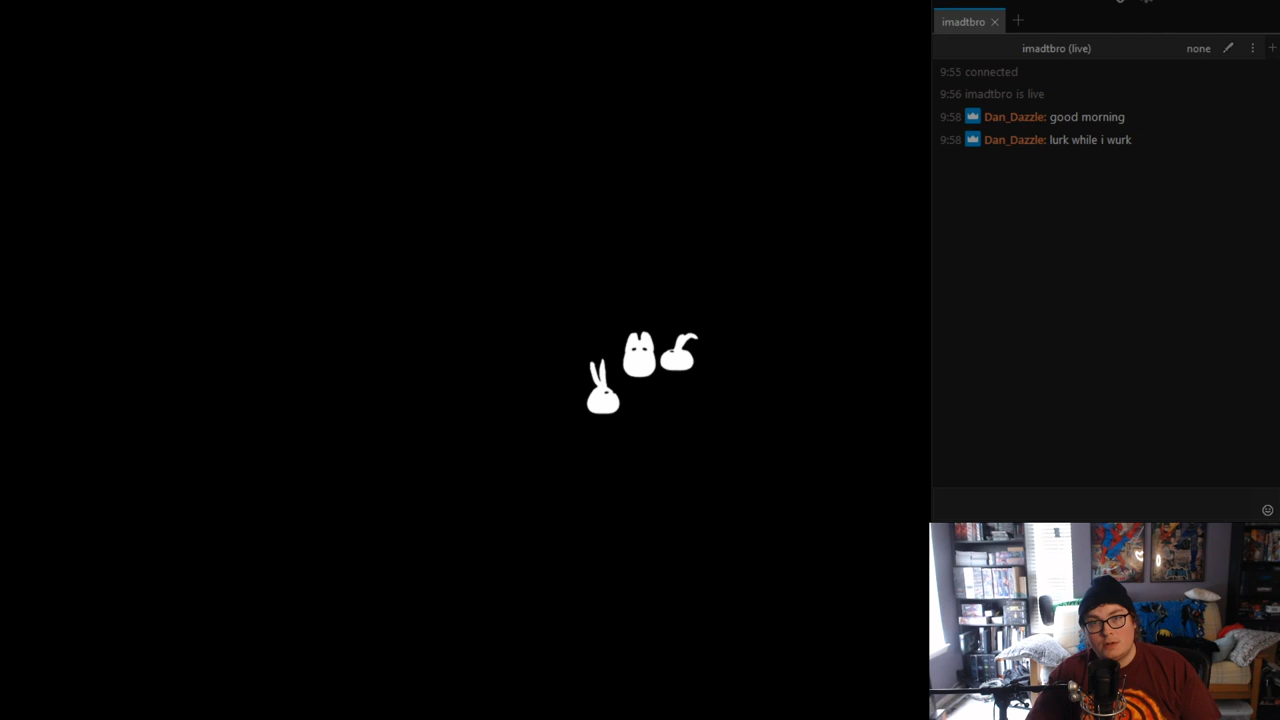 imadtbro
imadtbro (live)
none
9:55 connected
9:56 imadtbro is live
9:58 Dan_Dazzle: good morning
9:58 Dan_Dazzle: lurk while i wurk